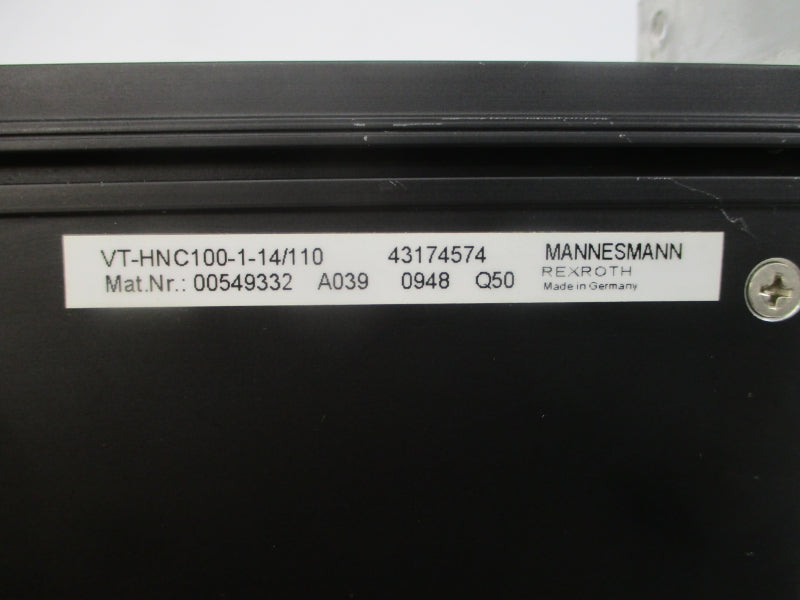 VT-HNC100-1-14/110 43174574 MANNESMANN
REXROTH
Mat.Nr.: 00549332 A039 0948 Q50 Made in Germany